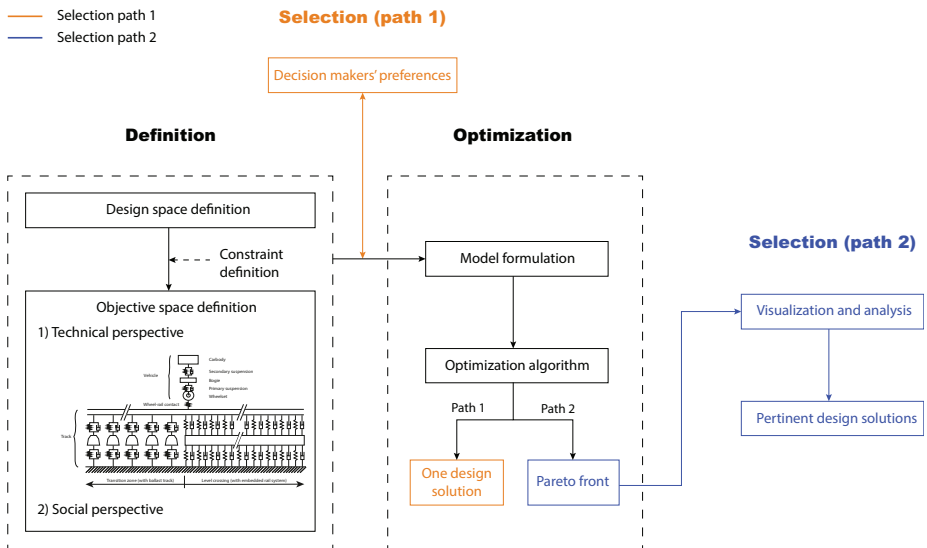 Selection path 1
Selection path 2
Selection (path 1)
Decision makers' preferences
Definition
Optimization
Design space definition
Constraint
definition
Objective space definition
1) Technical perspective
Carbody
Secondary suspension
Vehicle
Bogie
Primary suspension
Wheelset
Wheel-rail contact
Track
Transition zone (with ballast track)
Level crossing (with embedded rail system)
2) Social perspective
Model formulation
Optimization algorithm
Path 1
Path 2
One design
solution
Pareto front
Selection (path 2)
Visualization and analysis
Pertinent design solutions